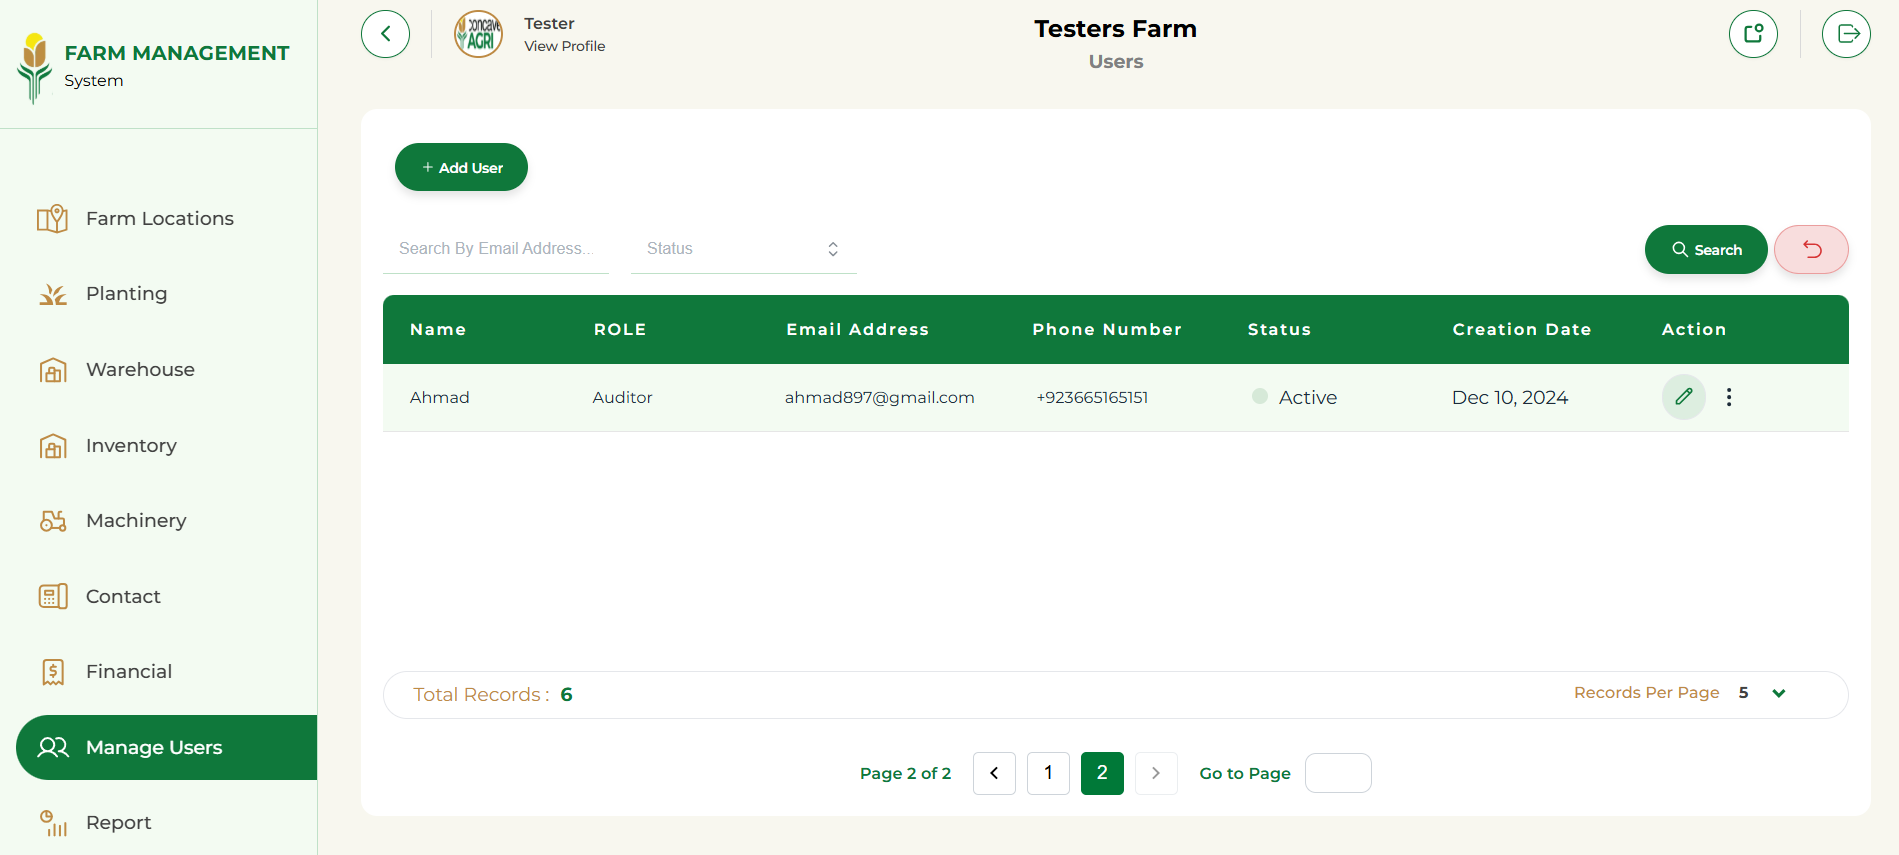 FARM MANAGEMENT
System
Farm Locations
Planting
Warehouse
Inventory
Machinery
Contact
Financial
Manage Users
Report
concave
AGRI
Tester
View Profile
Testers Farm
Users
+ Add User
Search By Email Address...
Status
Search
Name ROLE Email Address Phone Number Status Creation Date Action
Ahmad Auditor ahmad897@gmail.com +923665165151 Active Dec 10, 2024
Total Records : 6
Records Per Page 5
Page 2 of 2 1 2 Go to Page